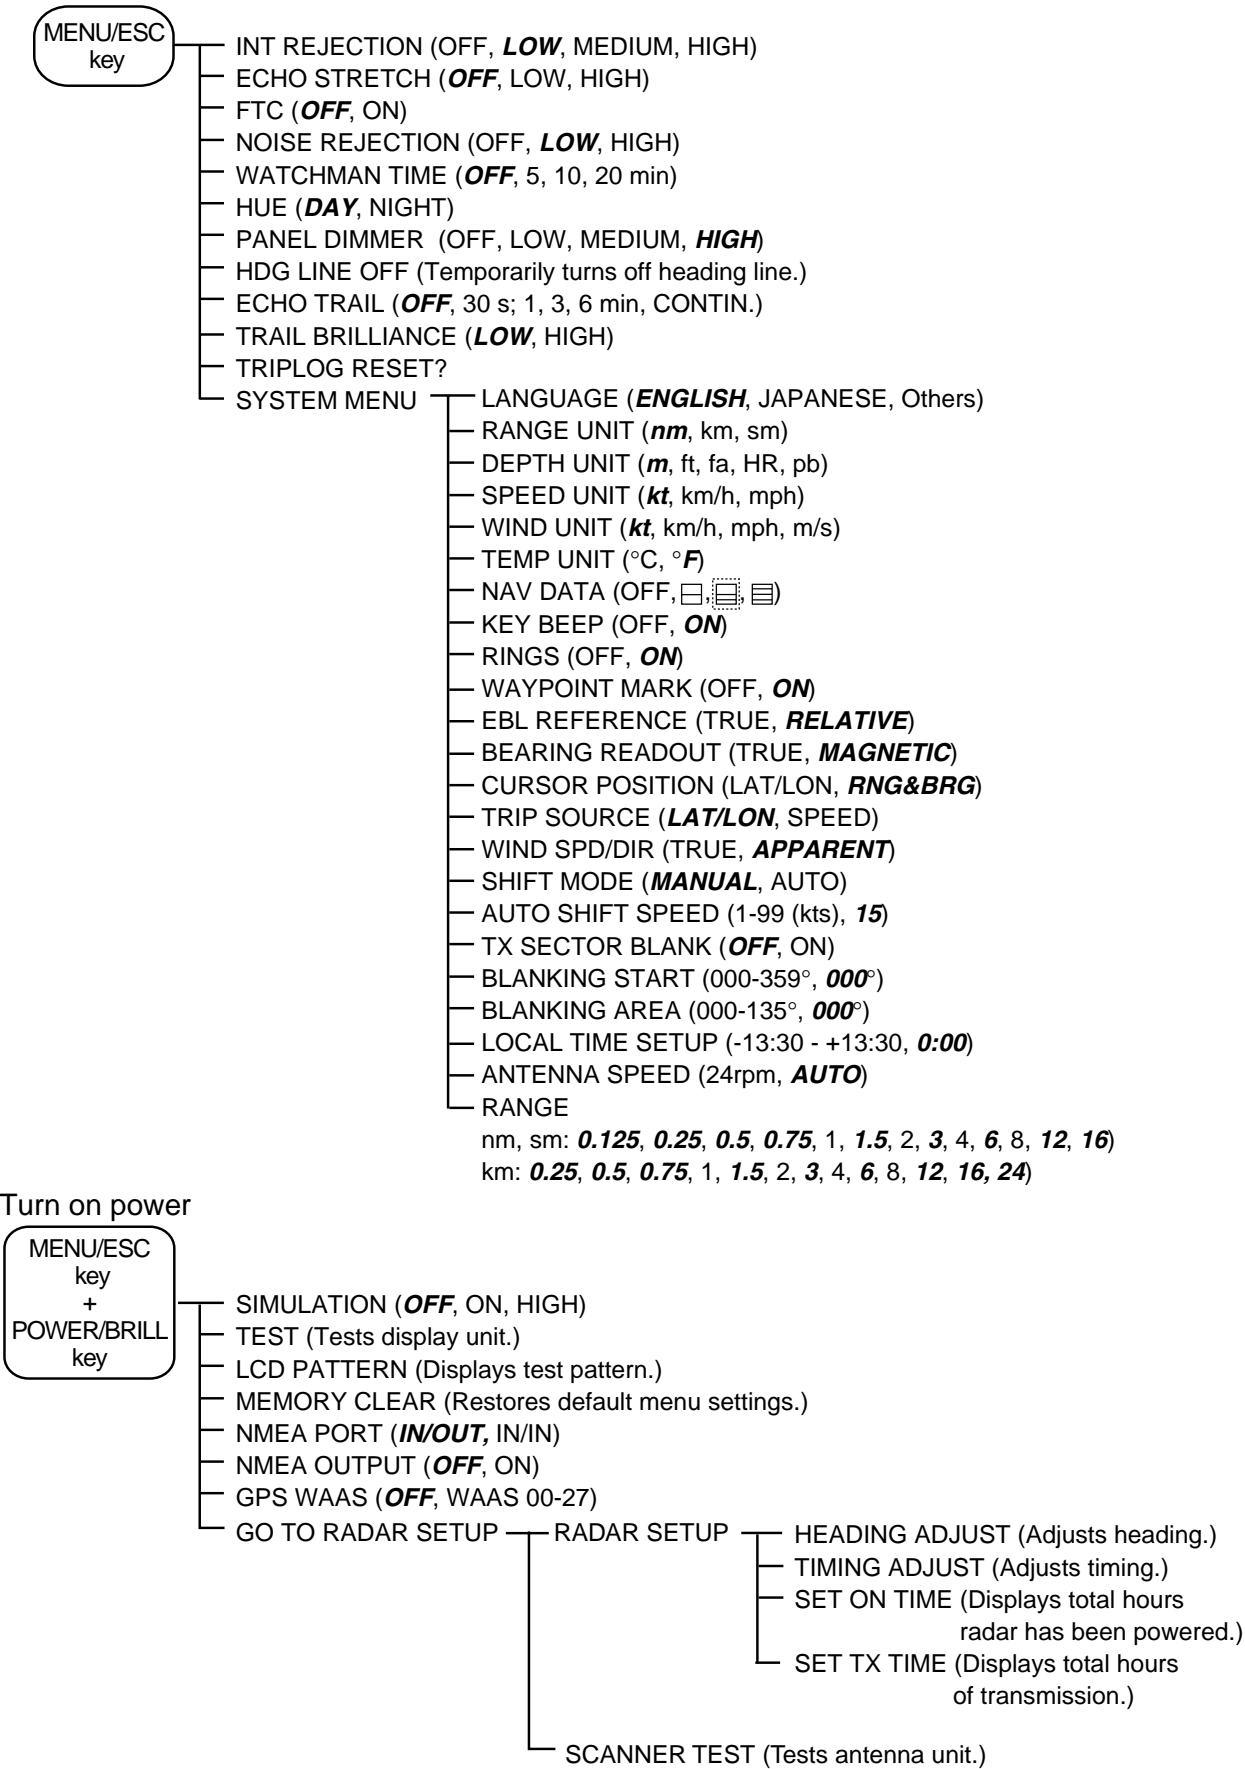 MENU/ESC
key
INT REJECTION (OFF, LOW, MEDIUM, HIGH)
ECHO STRETCH (OFF, LOW, HIGH)
FTC (OFF, ON)
NOISE REJECTION (OFF, LOW, HIGH)
WATCHMAN TIME (OFF, 5, 10, 20 min)
HUE (DAY, NIGHT)
PANEL DIMMER (OFF, LOW, MEDIUM, HIGH)
HDG LINE OFF (Temporarily turns off heading line.)
ECHO TRAIL (OFF, 30 s; 1, 3, 6 min, CONTIN.)
TRAIL BRILLIANCE (LOW, HIGH)
TRIPLOG RESET?
SYSTEM MENU
LANGUAGE (ENGLISH, JAPANESE, Others)
RANGE UNIT (nm, km, sm)
DEPTH UNIT (m, ft, fa, HR, pb)
SPEED UNIT (kt, km/h, mph)
WIND UNIT (kt, km/h, mph, m/s)
TEMP UNIT (°C, °F)
NAV DATA (OFF, , , )
KEY BEEP (OFF, ON)
RINGS (OFF, ON)
WAYPOINT MARK (OFF, ON)
EBL REFERENCE (TRUE, RELATIVE)
BEARING READOUT (TRUE, MAGNETIC)
CURSOR POSITION (LAT/LON, RNG&BRG)
TRIP SOURCE (LAT/LON, SPEED)
WIND SPD/DIR (TRUE, APPARENT)
SHIFT MODE (MANUAL, AUTO)
AUTO SHIFT SPEED (1-99 (kts), 15)
TX SECTOR BLANK (OFF, ON)
BLANKING START (000-359°, 000°)
BLANKING AREA (000-135°, 000°)
LOCAL TIME SETUP (-13:30 - +13:30, 0:00)
ANTENNA SPEED (24rpm, AUTO)
RANGE
nm, sm: 0.125, 0.25, 0.5, 0.75, 1, 1.5, 2, 3, 4, 6, 8, 12, 16)
km: 0.25, 0.5, 0.75, 1, 1.5, 2, 3, 4, 6, 8, 12, 16, 24)
Turn on power
MENU/ESC
key
+
POWER/BRILL
key
SIMULATION (OFF, ON, HIGH)
TEST (Tests display unit.)
LCD PATTERN (Displays test pattern.)
MEMORY CLEAR (Restores default menu settings.)
NMEA PORT (IN/OUT, IN/IN)
NMEA OUTPUT (OFF, ON)
GPS WAAS (OFF, WAAS 00-27)
GO TO RADAR SETUP
RADAR SETUP
HEADING ADJUST (Adjusts heading.)
TIMING ADJUST (Adjusts timing.)
SET ON TIME (Displays total hours
radar has been powered.)
SET TX TIME (Displays total hours
of transmission.)
SCANNER TEST (Tests antenna unit.)